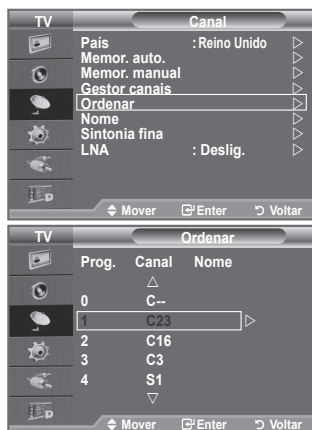 TV Canal
País : Reino Unido
Memor. auto.
Memor. manual
Gestor canais
Ordenar
Nome
Sintonia fina
LNA : Deslig.
Mover Enter Voltar
TV Ordenar
Prog. Canal Nome
0 C--
1 C23
2 C16
3 C3
4 S1
Mover Enter Voltar